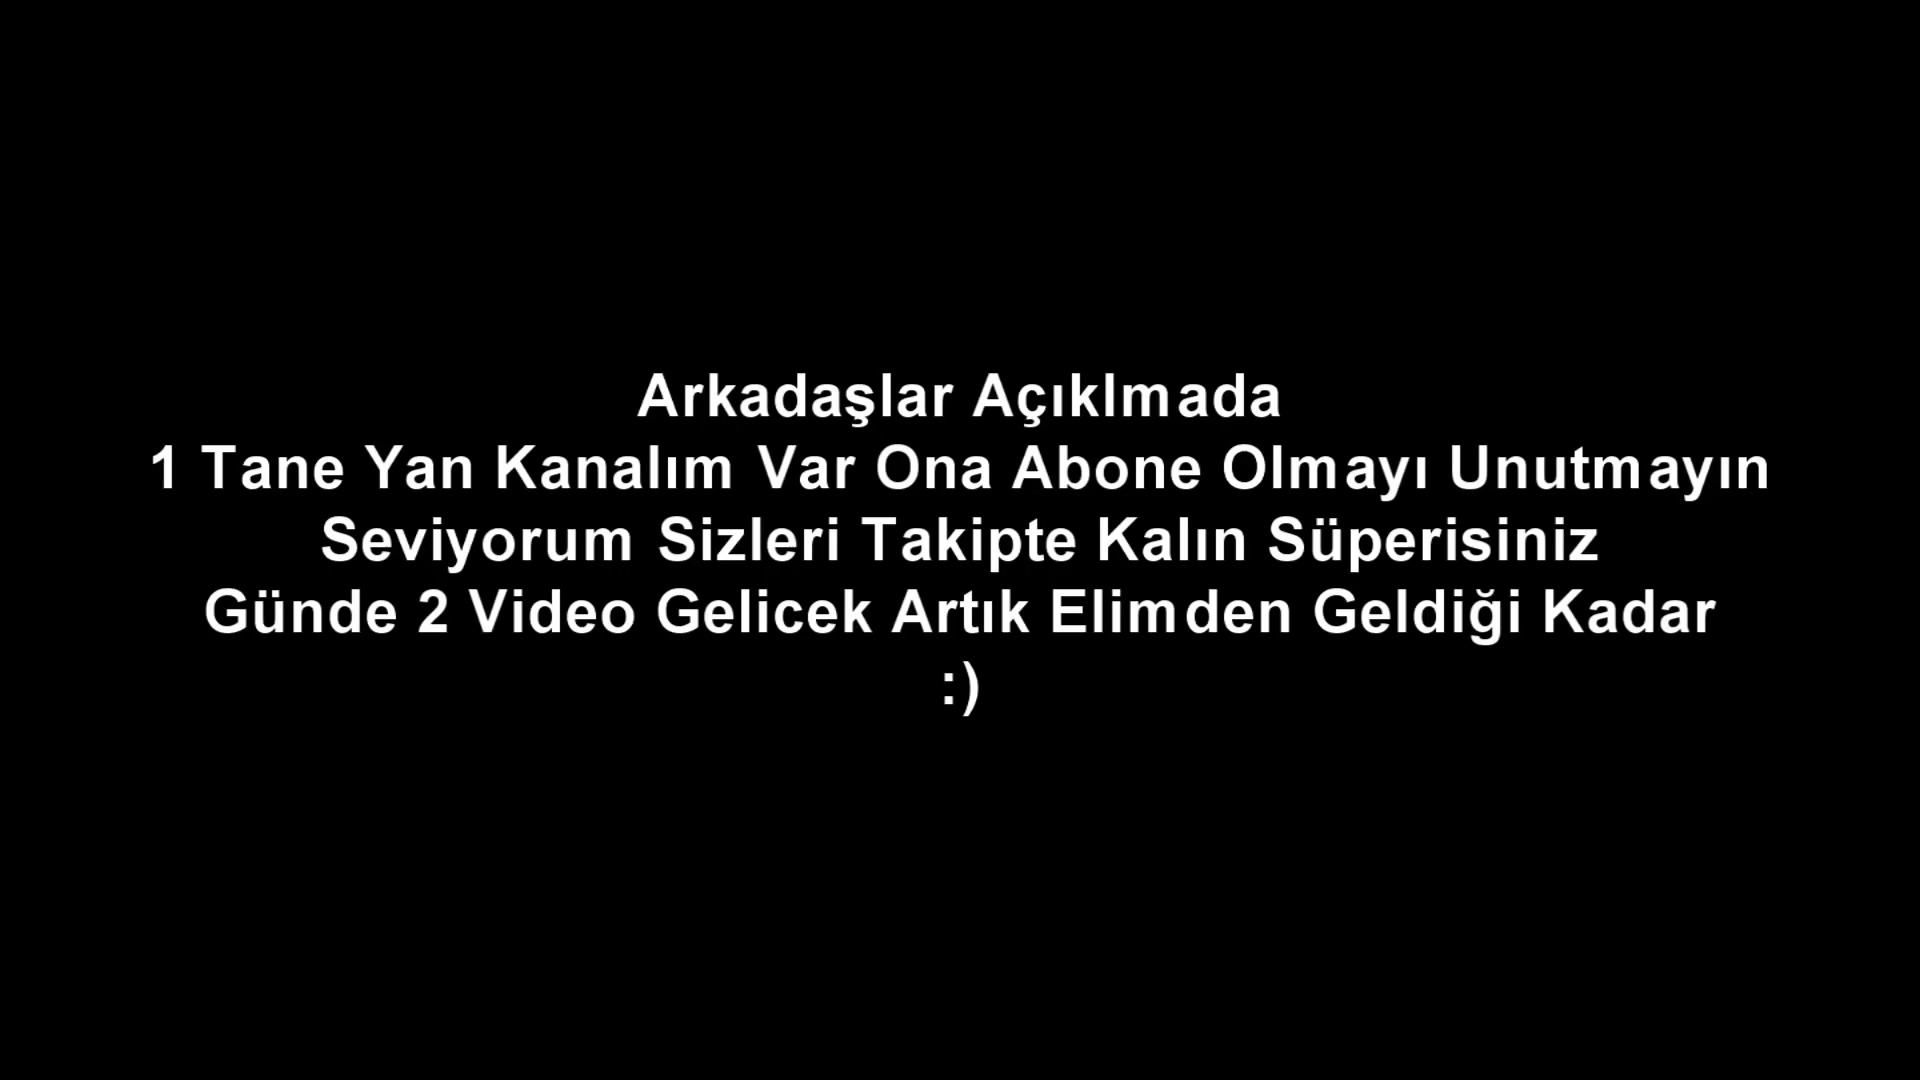 Arkadaşlar Açıklmada
1 Tane Yan Kanalım Var Ona Abone Olmayı Unutmayın
Seviyorum Sizleri Takipte Kalın Süperisiniz
Günde 2 Video Gelicek Artık Elimden Geldiği Kadar
:)